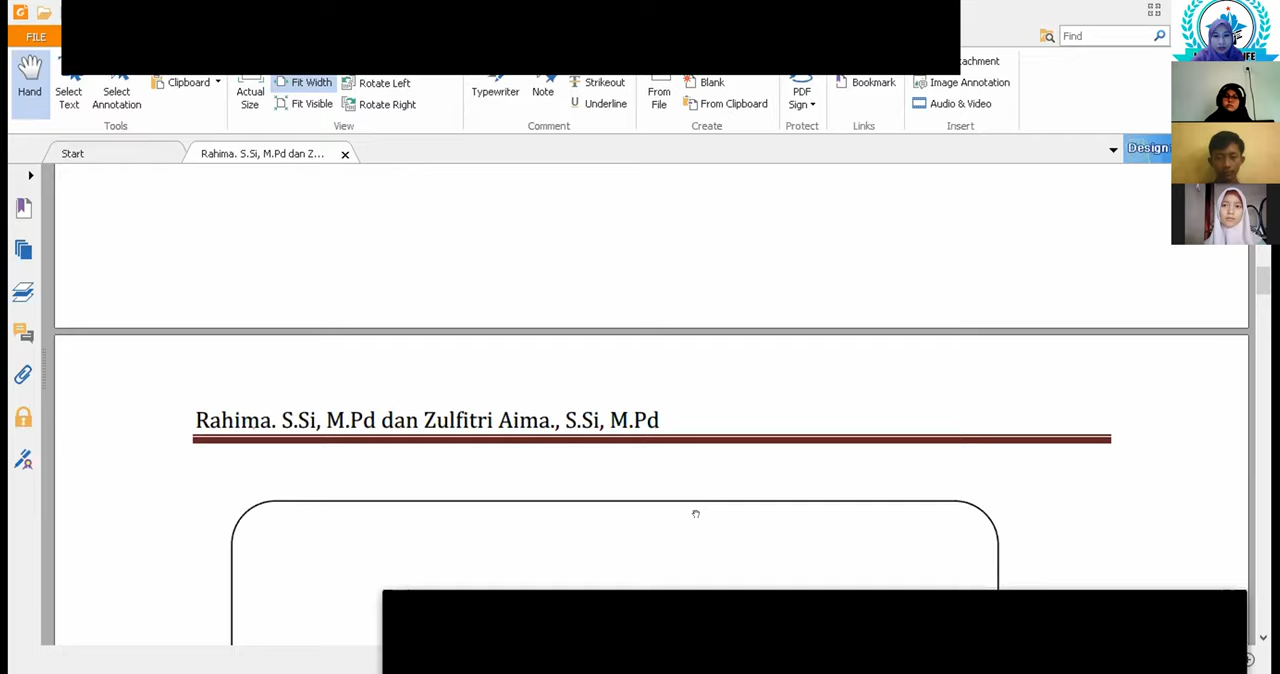 FILE
Find
Hand
Select
Text
Select
Annotation
Clipboard
Actual
Size
Fit Width
Fit Visible
Rotate Left
Rotate Right
Typewriter
Note
Strikeout
Underline
From
File
Blank
From Clipboard
PDF
Sign
Bookmark
Image Annotation
Audio & Video
Tools
View
Comment
Create
Protect
Links
Insert
Start
Rahima. S.Si, M.Pd dan Z...
Design
Rahima. S.Si, M.Pd dan Zulfitri Aima., S.Si, M.Pd